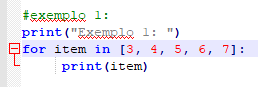 #exemplo 1:
print("Exemplo 1: ")
for item in [3, 4, 5, 6, 7]:
    print(item)